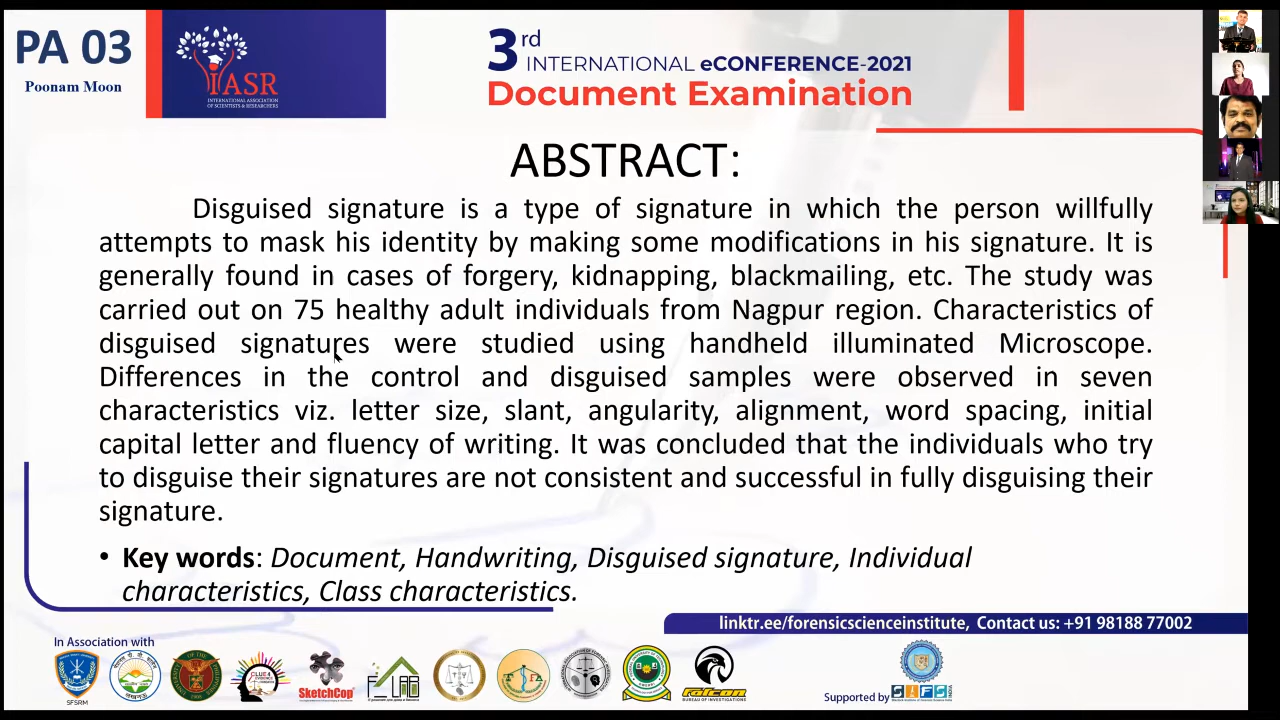 PA 03
Poonam Moon
IASR
INTERNATIONAL ASSOCIATION
OF SCIENTISTS & RESEARCHERS
3rd
INTERNATIONAL eCONFERENCE-2021
Document Examination
ABSTRACT:
Disguised signature is a type of signature in which the person willfully
attempts to mask his identity by making some modifications in his signature. It is
generally found in cases of forgery, kidnapping, blackmailing, etc. The study was
carried out on 75 healthy adult individuals from Nagpur region. Characteristics of
disguised signatures were studied using handheld illuminated Microscope.
Differences in the control and disguised samples were observed in seven
characteristics viz. letter size, slant, angularity, alignment, word spacing, initial
capital letter and fluency of writing. It was concluded that the individuals who try
to disguise their signatures are not consistent and successful in fully disguising their
signature.
• Key words: Document, Handwriting, Disguised signature, Individual
characteristics, Class characteristics.
linktr.ee/forensicscienceinstitute, Contact us: +91 98188 77002
In Association with
SFSRM
CLUE4
SketchCop
falcon
BUREAU OF INVESTIGATIONS
Supported by
SIFS